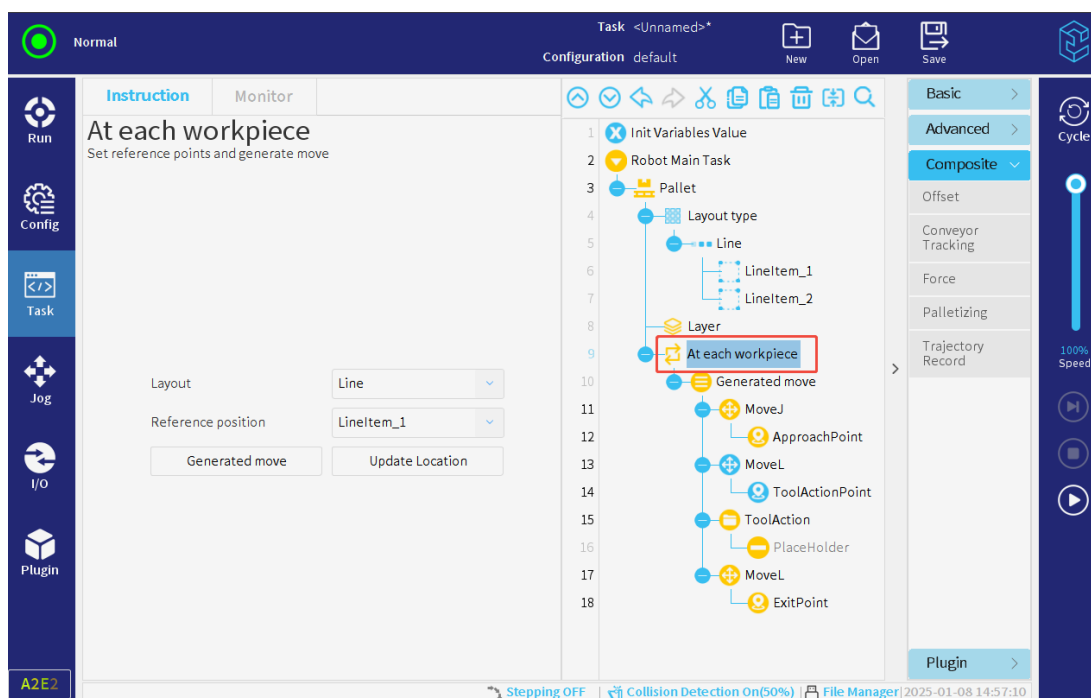 Normal
Task <Unnamed>*
Configuration default
New
Open
Save
Run
Config
Task
Jog
I/O
Plugin
A2E2
Instruction
Monitor
At each workpiece
Set reference points and generate move
Layout
Line
Reference position
LineItem_1
Generated move
Update Location
1 Init Variables Value
2 Robot Main Task
3 Pallet
4 Layout type
5 Line
6 LineItem_1
7 LineItem_2
8 Layer
9 At each workpiece
10 Generated move
11 MoveJ
12 ApproachPoint
13 MoveL
14 ToolActionPoint
15 ToolAction
16 PlaceHolder
17 MoveL
18 ExitPoint
Basic
Advanced
Composite
Offset
Conveyor
Tracking
Force
Palletizing
Trajectory
Record
Plugin
Cycle
100%
Speed
Stepping OFF | Collision Detection On(50%) | File Manager | 2025-01-08 14:57:10